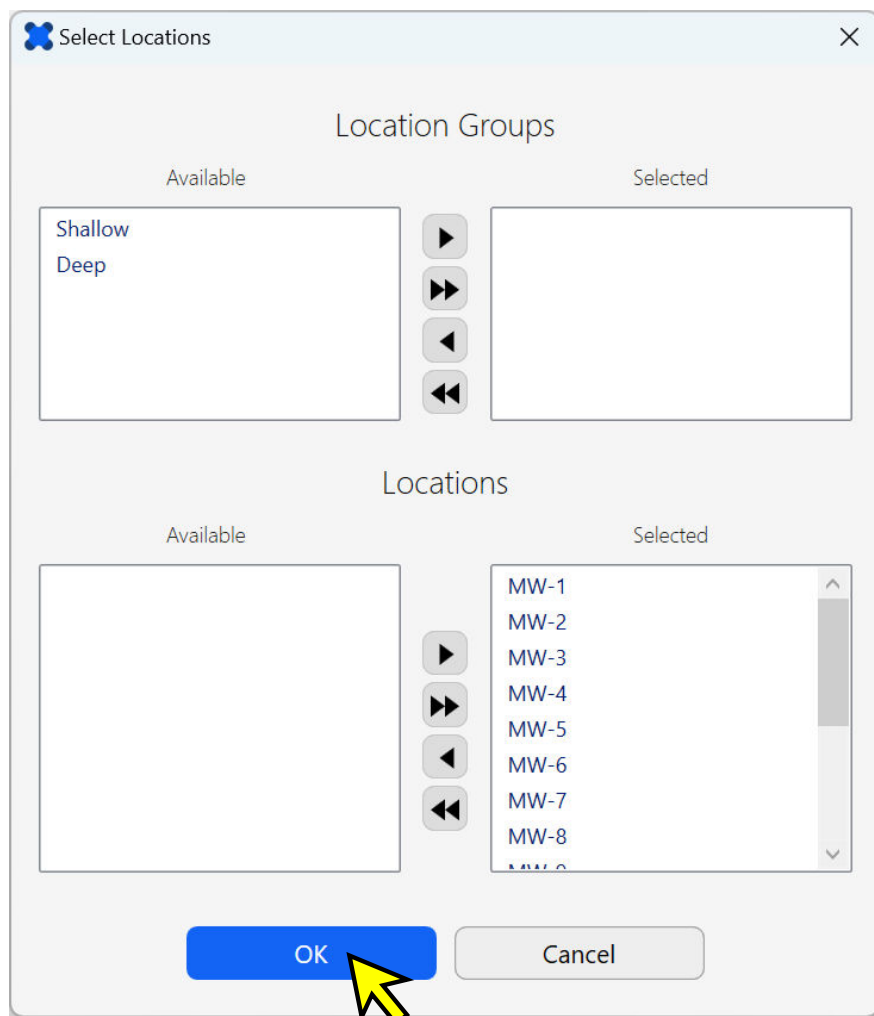 Select Locations
Location Groups
Available
Selected
Shallow
Deep
Locations
Available
Selected
MW-1
MW-2
MW-3
MW-4
MW-5
MW-6
MW-7
MW-8
OK
Cancel